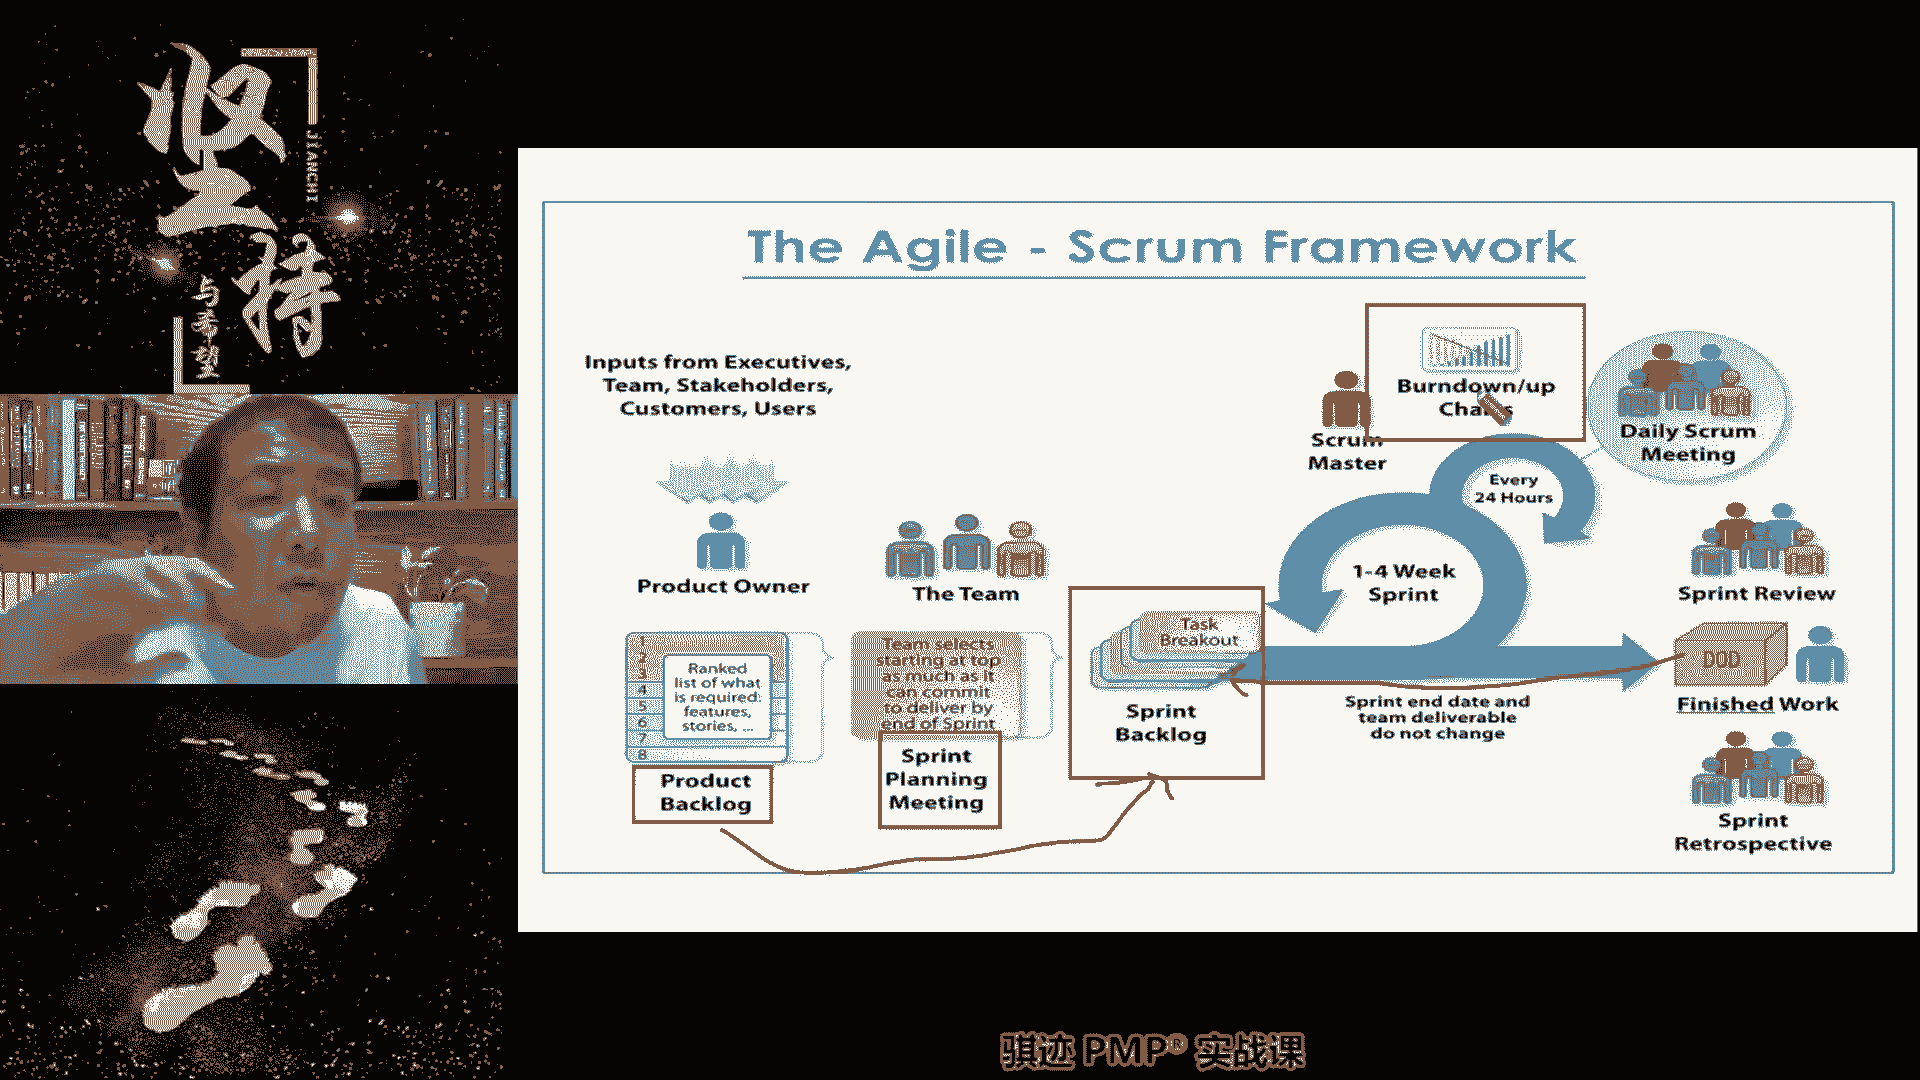 坚持
JIANCHI
与希望
The Agile - Scrum Framework
Inputs from Executives,
Team, Stakeholders,
Customers, Users
Product Owner
The Team
1
2
3
4
5
6
7
8
Ranked
list of what
is required:
features,
stories, ...
Product
Backlog
Team selects
starting at top
as much as it
can commit
to deliver by
end of Sprint
Sprint
Planning
Meeting
Task
Breakout
Sprint
Backlog
Scrum
Master
Burndown/up
Charts
Every
24 Hours
1-4 Week
Sprint
Sprint end date and
team deliverable
do not change
Daily Scrum
Meeting
Sprint Review
DOD
Finished Work
Sprint
Retrospective
骐迹 PMP® 实战课